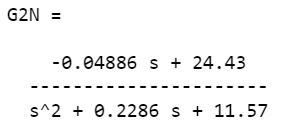 G2N =
-0.04886 s + 24.43
----------------------
s^2 + 0.2286 s + 11.57